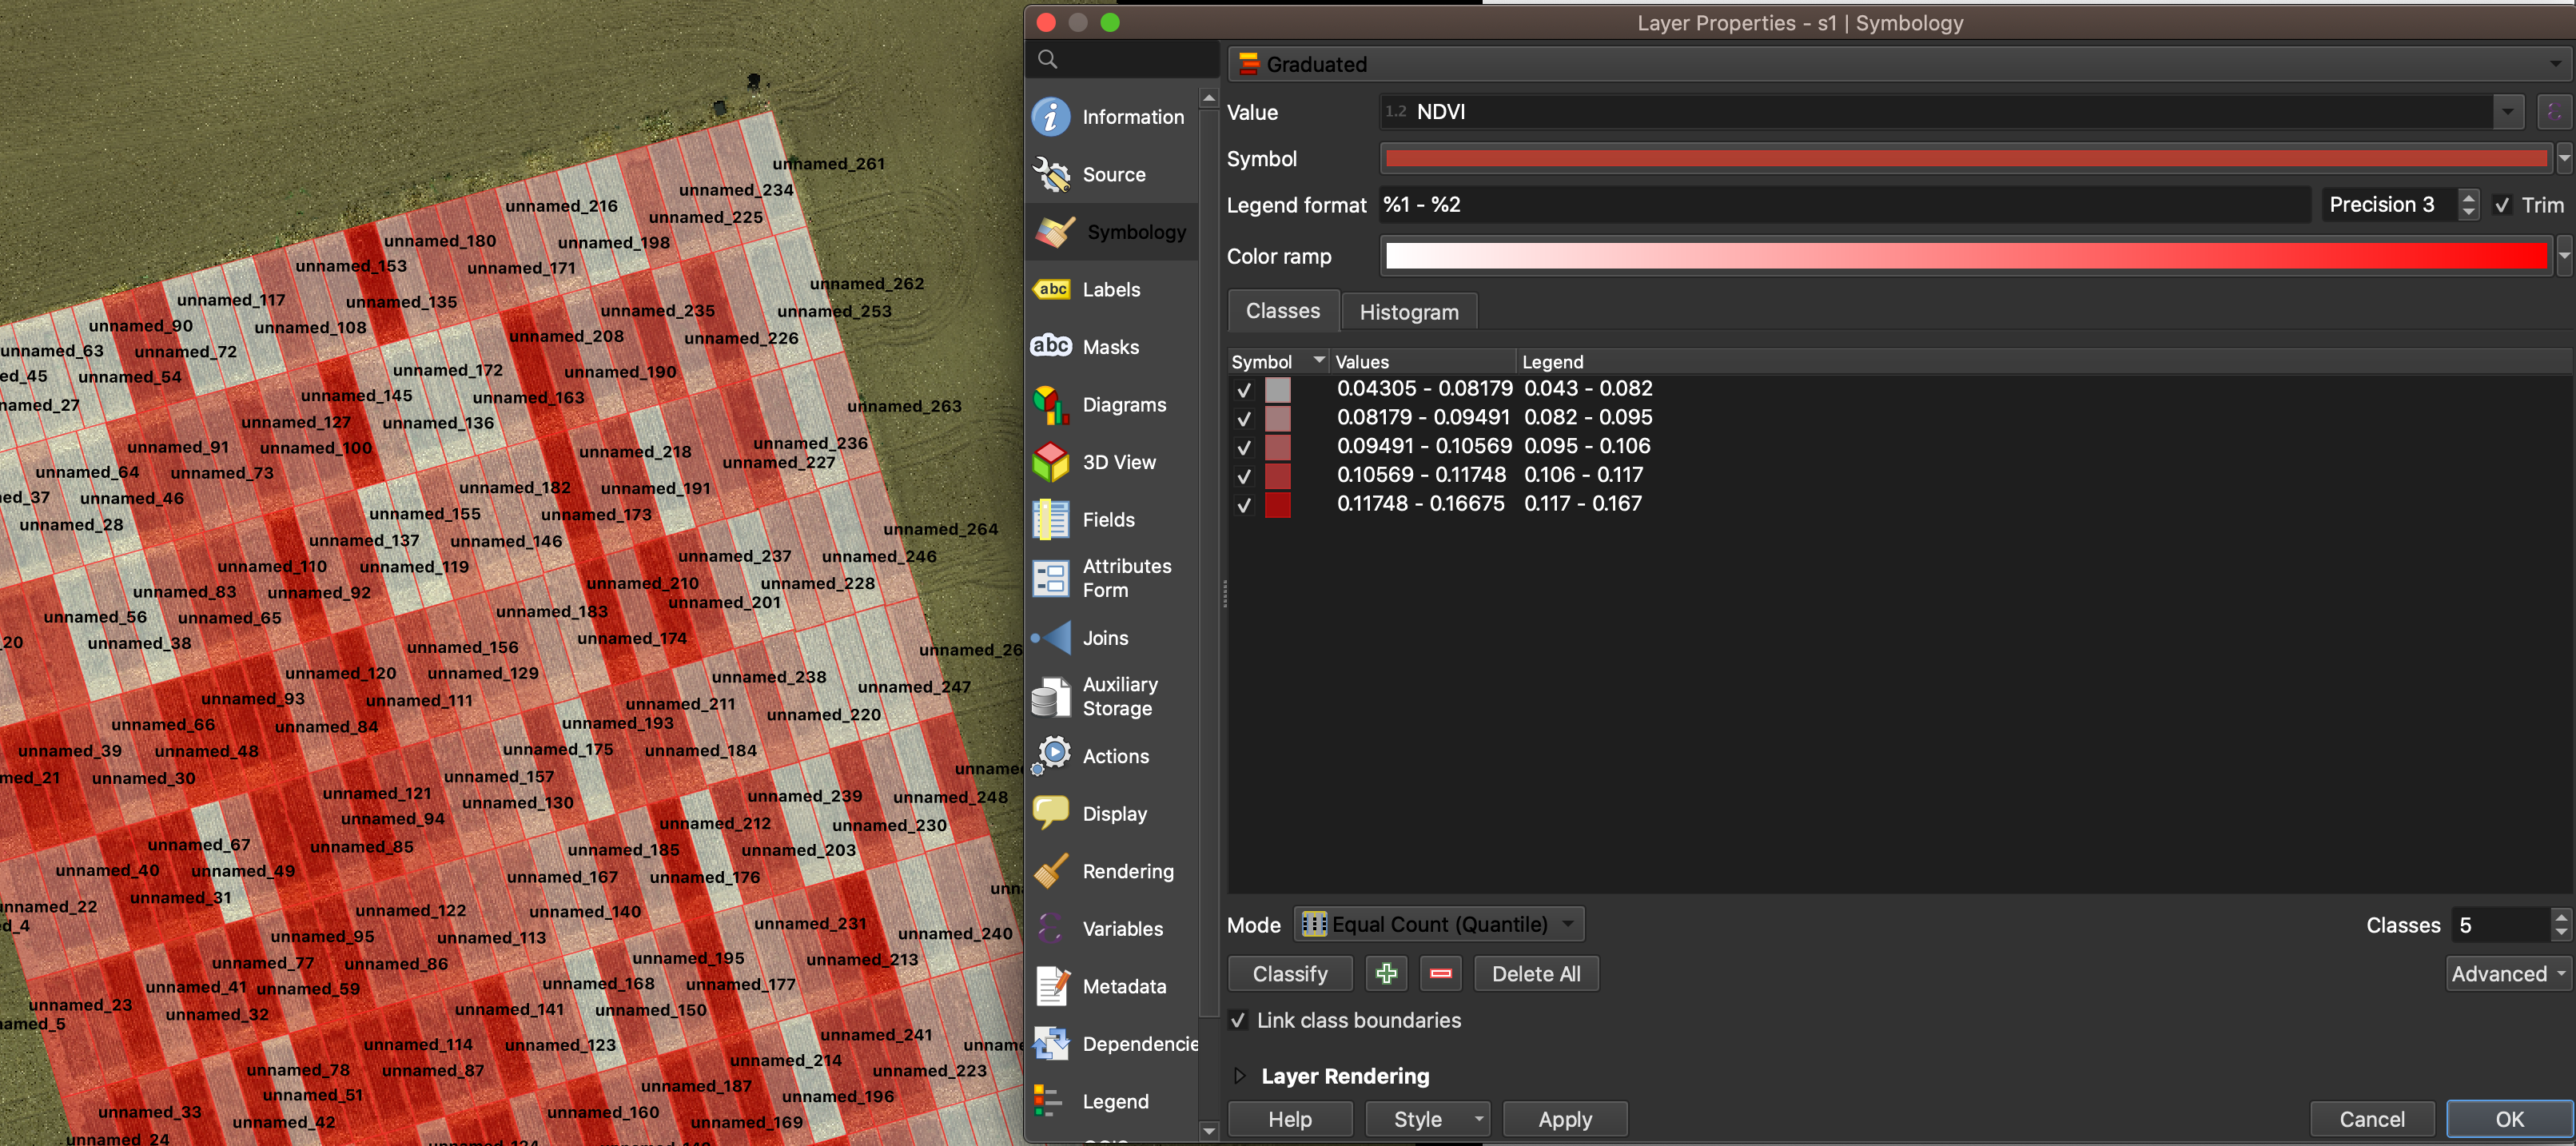 Layer Properties - s1 | Symbology
Graduated
Information
Source
Symbology
Labels
Masks
Diagrams
3D View
Fields
Attributes
Form
Joins
Auxiliary
Storage
Actions
Display
Rendering
Variables
Metadata
Dependencie
Legend
Value 1.2 NDVI
Symbol
Legend format %1 - %2 Precision 3 Trim
Color ramp
Classes Histogram
Symbol Values Legend
0.04305 - 0.08179 0.043 - 0.082
0.08179 - 0.09491 0.082 - 0.095
0.09491 - 0.10569 0.095 - 0.106
0.10569 - 0.11748 0.106 - 0.117
0.11748 - 0.16675 0.117 - 0.167
Mode Equal Count (Quantile) Classes 5
Classify Delete All Advanced
Link class boundaries
Layer Rendering
Help Style Apply Cancel OK
unnamed_261
unnamed_234
unnamed_216
unnamed_225
unnamed_180
unnamed_198
unnamed_153
unnamed_171
unnamed_262
unnamed_117
unnamed_135
unnamed_235
unnamed_253
unnamed_90
unnamed_108
unnamed_208
unnamed_226
unnamed_63
unnamed_72
unnamed_172
unnamed_190
ed_45
unnamed_54
unnamed_145
unnamed_163
unnamed_263
named_27
unnamed_127
unnamed_136
unnamed_236
unnamed_91
unnamed_100
unnamed_218
unnamed_227
unnamed_64
unnamed_73
unnamed_182
unnamed_191
ed_37
unnamed_46
unnamed_155
unnamed_173
unnamed_264
unnamed_28
unnamed_137
unnamed_146
unnamed_237
unnamed_246
unnamed_110
unnamed_119
unnamed_210
unnamed_228
unnamed_83
unnamed_92
unnamed_201
unnamed_56
unnamed_65
unnamed_183
20
unnamed_38
unnamed_156
unnamed_174
unnamed_26
unnamed_120
unnamed_129
unnamed_238
unnamed_247
unnamed_93
unnamed_111
unnamed_211
unnamed_220
unnamed_66
unnamed_84
unnamed_193
unnamed_39
unnamed_48
unnamed_175
unnamed_184
med_21
unnamed_30
unnamed_157
unname
unnamed_121
unnamed_130
unnamed_239
unnamed_248
unnamed_94
unnamed_212
unnamed_230
unnamed_67
unnamed_85
unnamed_185
unnamed_203
unnamed_40
unnamed_49
unnamed_167
unnamed_176
unn
unnamed_31
unnamed_22
unnamed_122
unnamed_140
unnamed_231
d_4
unnamed_95
unnamed_113
unnamed_240
unnamed_77
unnamed_86
unnamed_195
unnamed_213
unnamed_41
unnamed_59
unnamed_168
unnamed_177
unnamed_23
unnamed_32
unnamed_141
unnamed_150
named_5
unnamed_114
unnamed_123
unnamed_241
unname
unnamed_78
unnamed_87
unnamed_214
unnamed_223
unnamed_51
unnamed_187
unnamed_196
unnamed_33
unnamed_42
unnamed_160
unnamed_169
unnamed_24